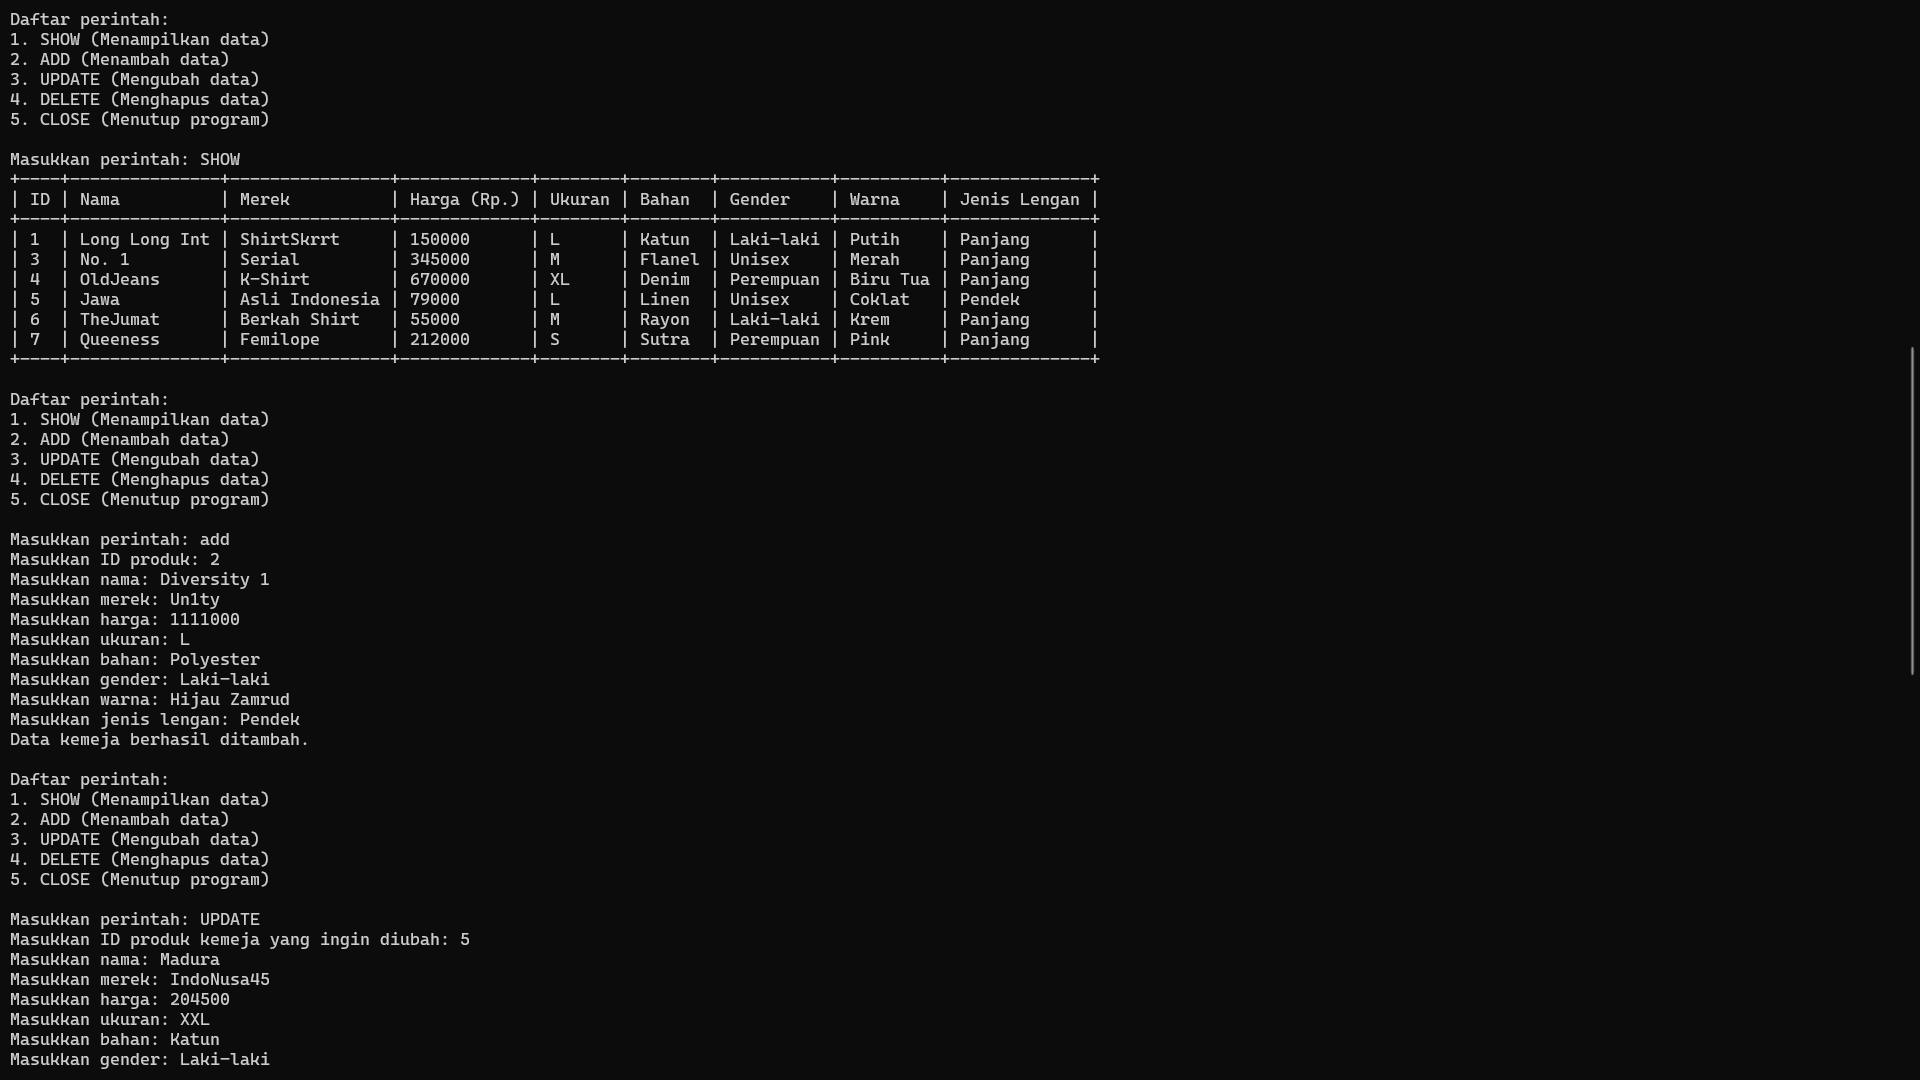 Daftar perintah:
1. SHOW (Menampilkan data)
2. ADD (Menambah data)
3. UPDATE (Mengubah data)
4. DELETE (Menghapus data)
5. CLOSE (Menutup program)

Masukkan perintah: SHOW
+----+---------------+----------------+-------------+--------+--------+-----------+----------+--------------+
| ID | Nama          | Merek          | Harga (Rp.) | Ukuran | Bahan  | Gender    | Warna    | Jenis Lengan |
+----+---------------+----------------+-------------+--------+--------+-----------+----------+--------------+
| 1  | Long Long Int | ShirtSkrrt     | 150000      | L      | Katun  | Laki-laki | Putih    | Panjang      |
| 3  | No. 1         | Serial         | 345000      | M      | Flanel | Unisex    | Merah    | Panjang      |
| 4  | OldJeans      | K-Shirt        | 670000      | XL     | Denim  | Perempuan | Biru Tua | Panjang      |
| 5  | Jawa          | Asli Indonesia | 79000       | L      | Linen  | Unisex    | Coklat   | Pendek       |
| 6  | TheJumat      | Berkah Shirt   | 55000       | M      | Rayon  | Laki-laki | Krem     | Panjang      |
| 7  | Queeness      | Femilope       | 212000      | S      | Sutra  | Perempuan | Pink     | Panjang      |
+----+---------------+----------------+-------------+--------+--------+-----------+----------+--------------+

Daftar perintah:
1. SHOW (Menampilkan data)
2. ADD (Menambah data)
3. UPDATE (Mengubah data)
4. DELETE (Menghapus data)
5. CLOSE (Menutup program)

Masukkan perintah: add
Masukkan ID produk: 2
Masukkan nama: Diversity 1
Masukkan merek: Un1ty
Masukkan harga: 1111000
Masukkan ukuran: L
Masukkan bahan: Polyester
Masukkan gender: Laki-laki
Masukkan warna: Hijau Zamrud
Masukkan jenis lengan: Pendek
Data kemeja berhasil ditambah.

Daftar perintah:
1. SHOW (Menampilkan data)
2. ADD (Menambah data)
3. UPDATE (Mengubah data)
4. DELETE (Menghapus data)
5. CLOSE (Menutup program)

Masukkan perintah: UPDATE
Masukkan ID produk kemeja yang ingin diubah: 5
Masukkan nama: Madura
Masukkan merek: IndoNusa45
Masukkan harga: 204500
Masukkan ukuran: XXL
Masukkan bahan: Katun
Masukkan gender: Laki-laki